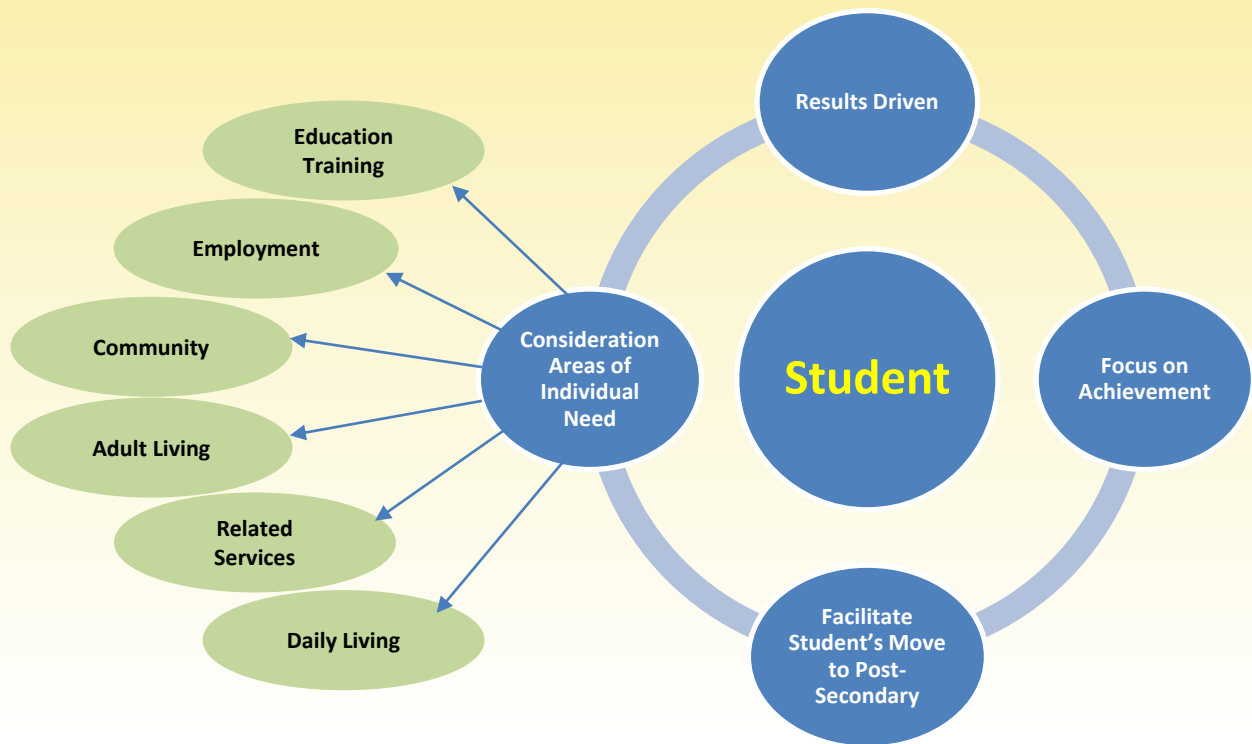 Results Driven
Education
Training
Employment
Community
Adult Living
Related
Services
Daily Living
Consideration
Areas of
Individual
Need
Student
Focus on
Achievement
Facilitate
Student’s Move
to Post-
Secondary